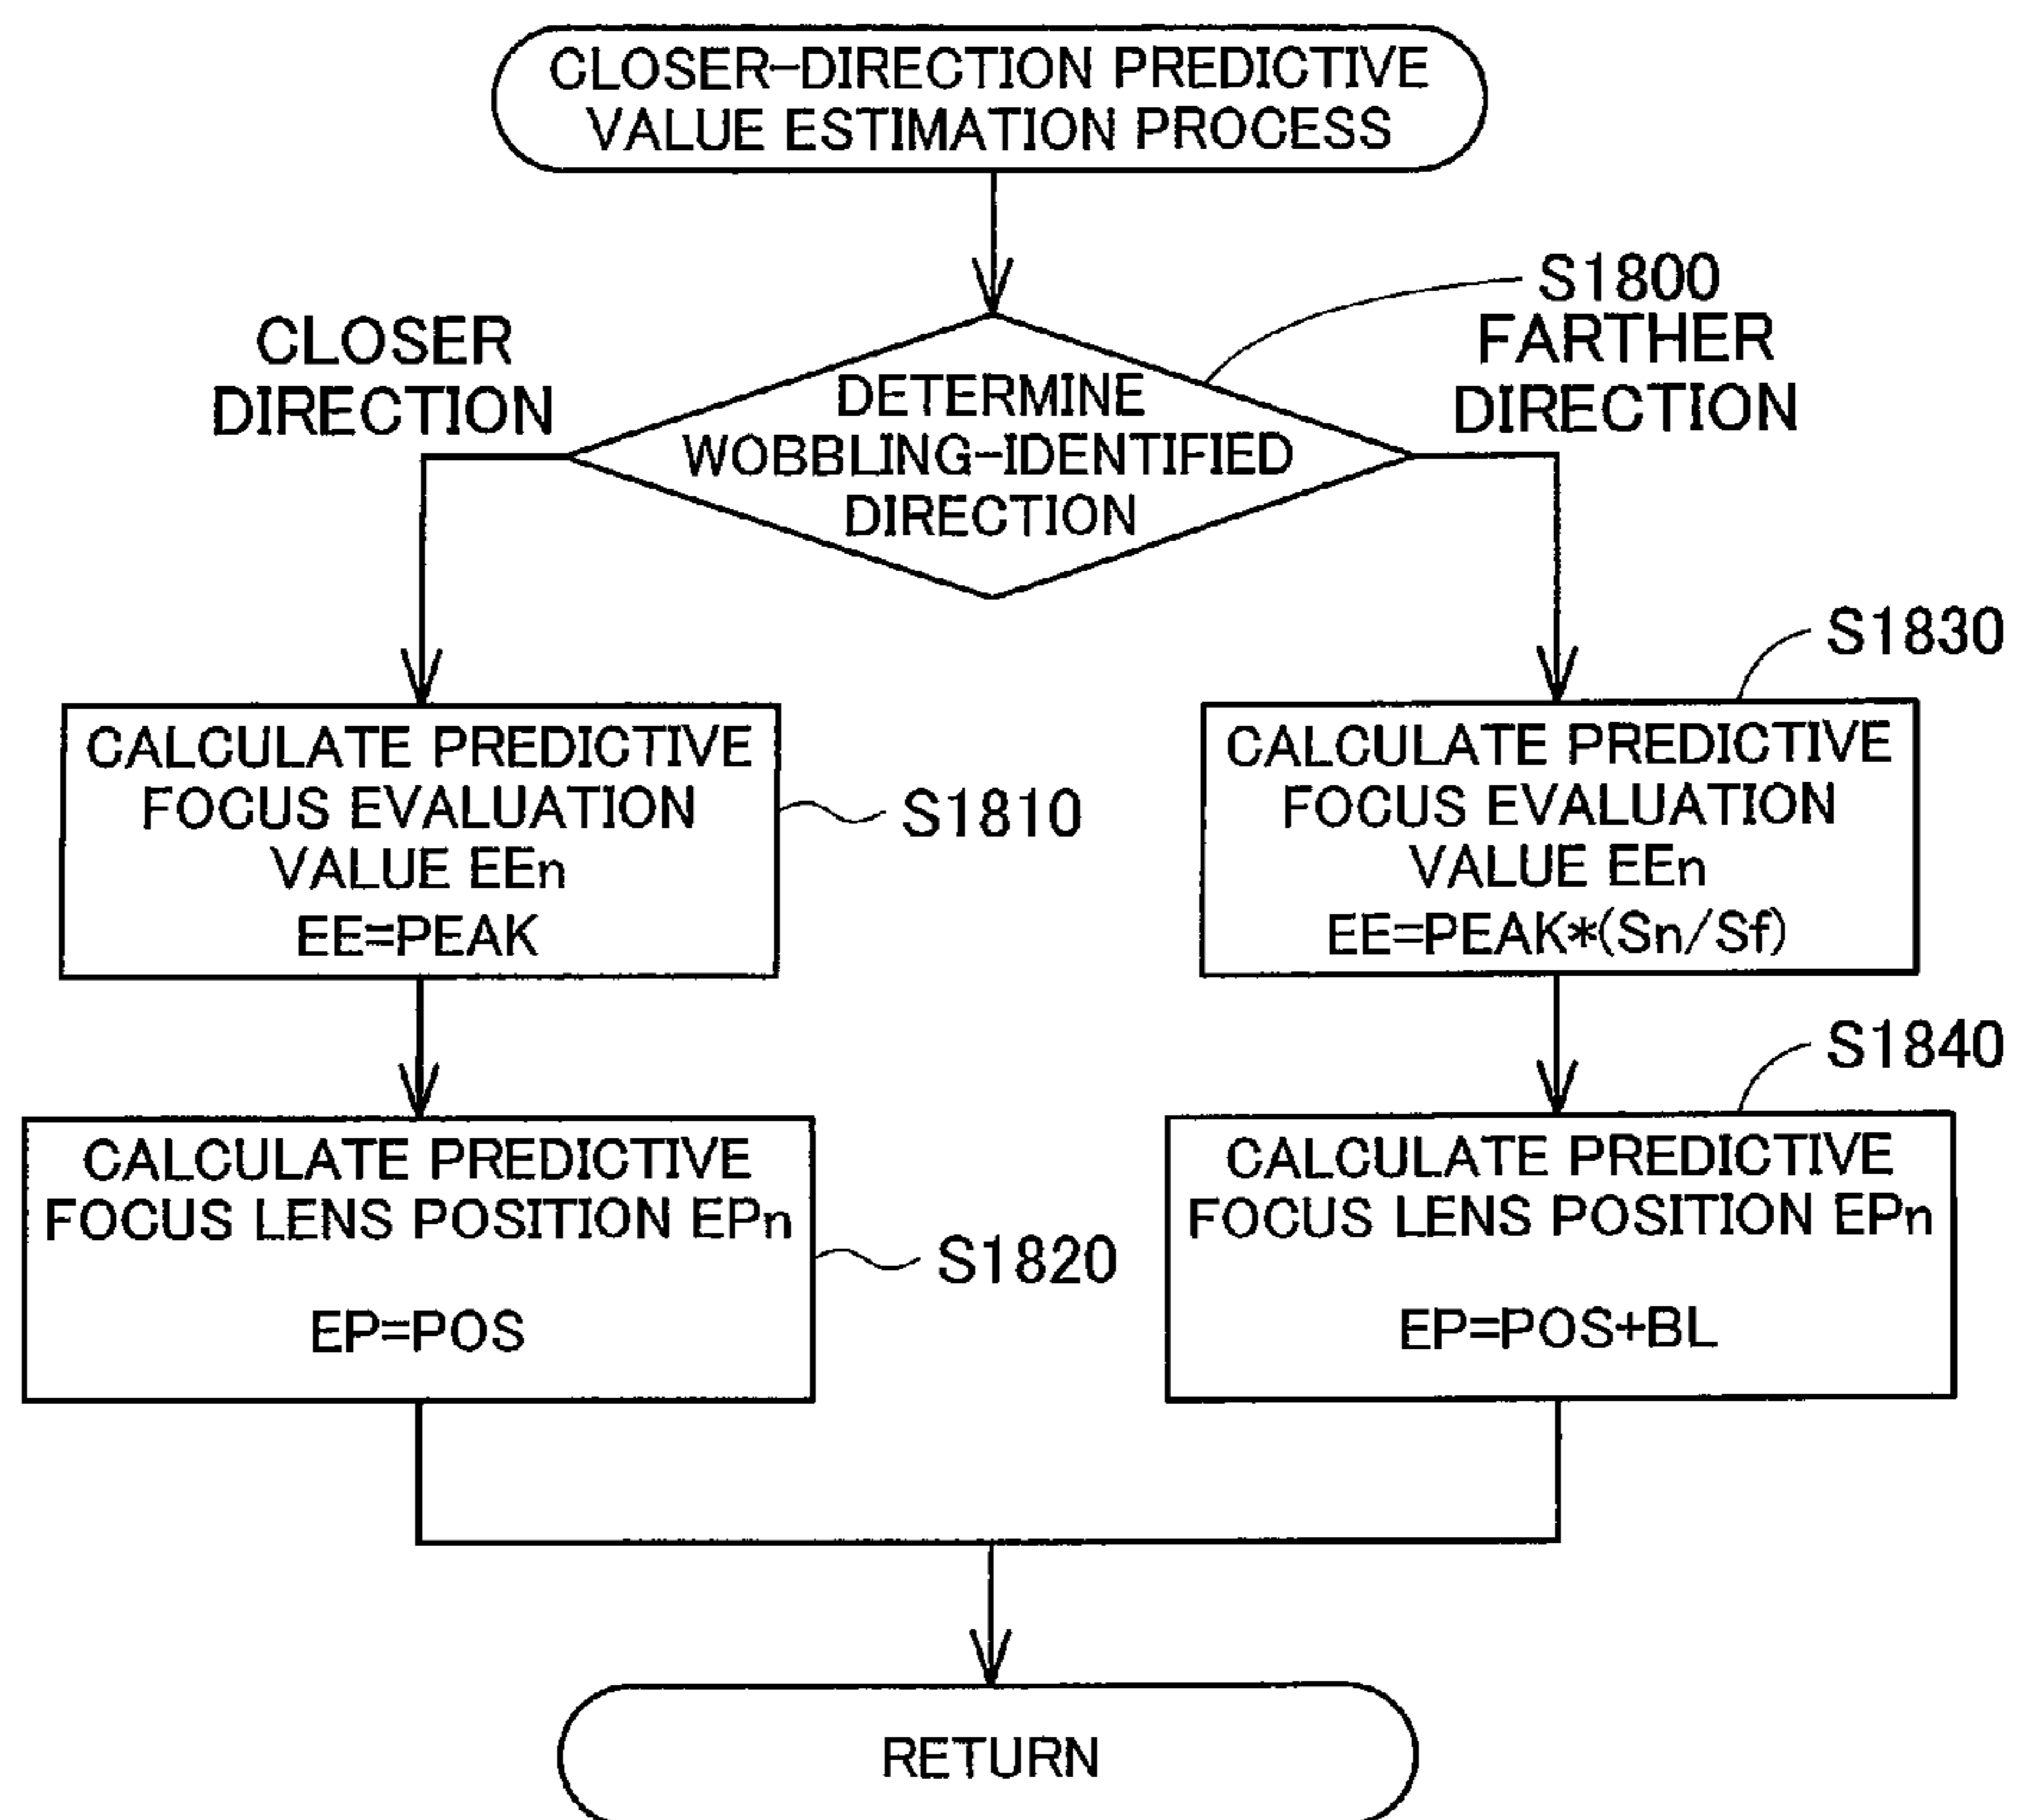 CLOSER-DIRECTION PREDICTIVE
VALUE ESTIMATION PROCESS
S1800
CLOSER
DIRECTION
FARTHER
DIRECTION
DETERMINE
WOBBLING-IDENTIFIED
DIRECTION
CALCULATE PREDICTIVE
FOCUS EVALUATION
VALUE EEn
EE=PEAK
S1810
S1830
CALCULATE PREDICTIVE
FOCUS EVALUATION
VALUE EEn
EE=PEAK*(Sn/Sf)
CALCULATE PREDICTIVE
FOCUS LENS POSITION EPn
EP=POS
S1820
S1840
CALCULATE PREDICTIVE
FOCUS LENS POSITION EPn
EP=POS+BL
RETURN